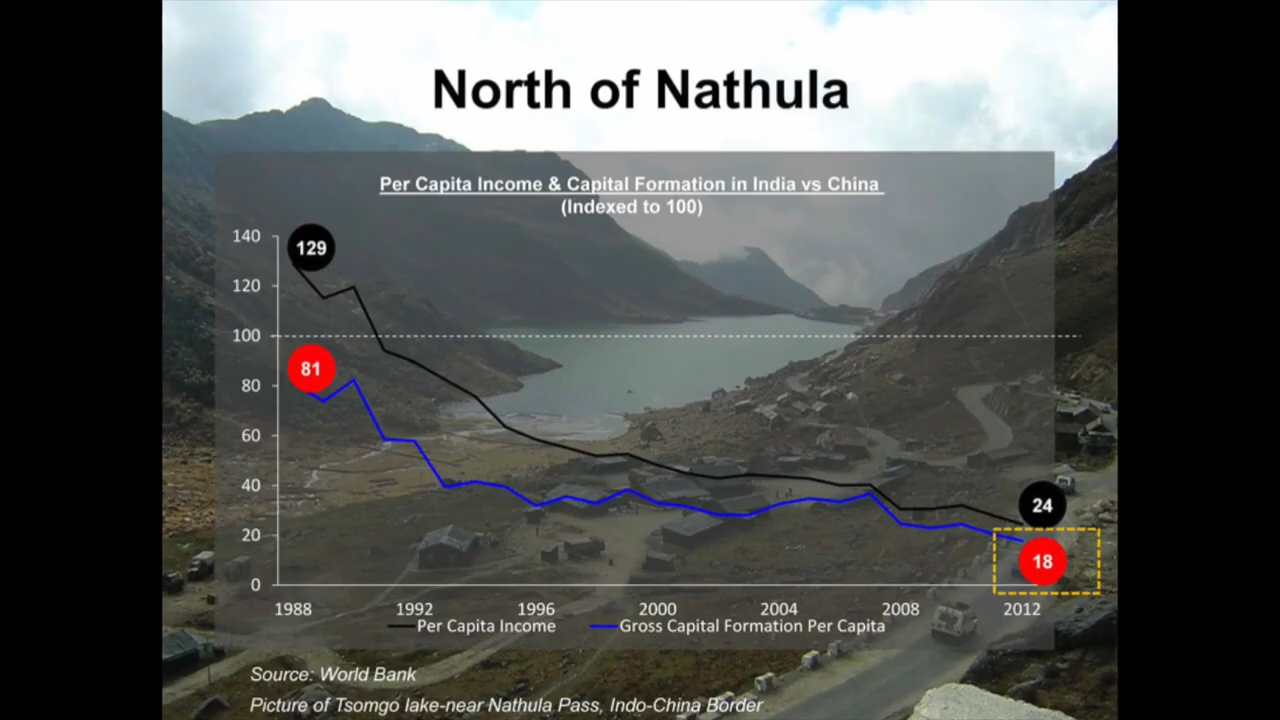 North of Nathula
Per Capita Income & Capital Formation in India vs China
(Indexed to 100)
140
129
120
100
81
80
60
40
24
20
18
0
1988 1992 1996 2000 2004 2008 2012
Per Capita Income Gross Capital Formation Per Capita
Source: World Bank
Picture of Tsomgo lake-near Nathula Pass, Indo-China Border